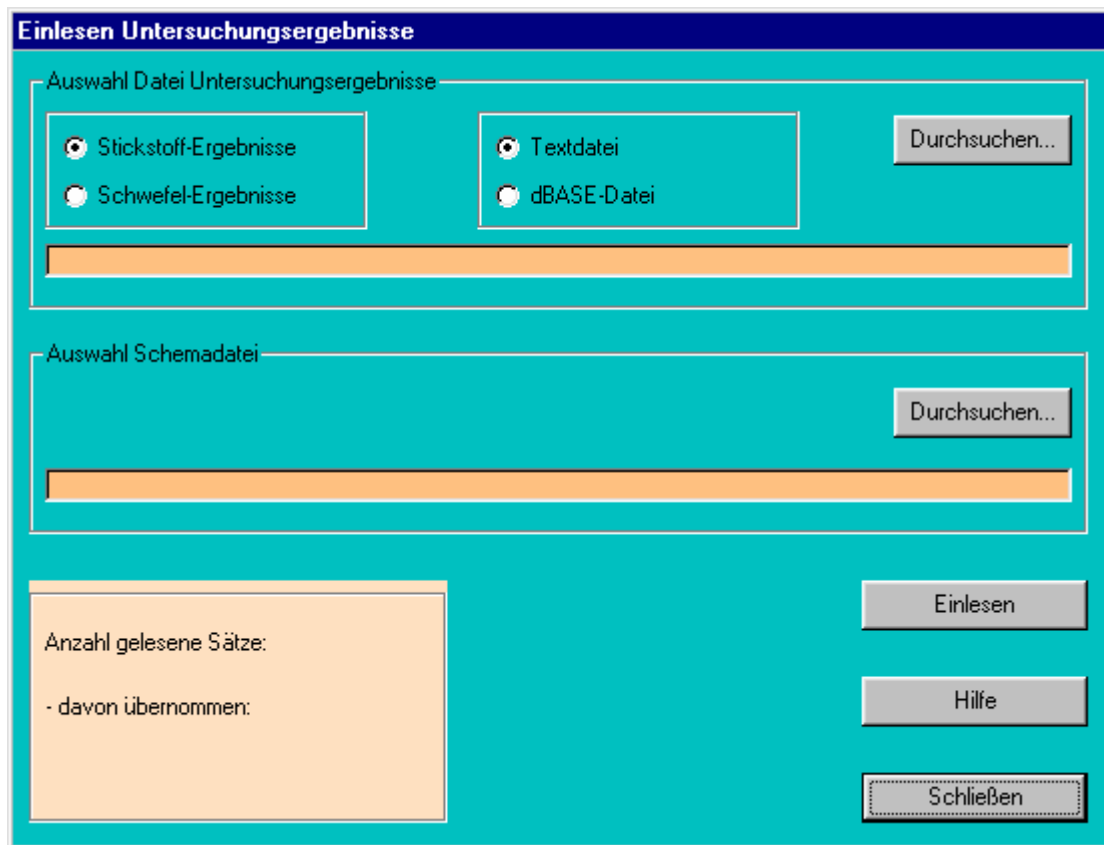 Einlesen Untersuchungsergebnisse
Auswahl Datei Untersuchungsergebnisse
Stickstoff-Ergebnisse
Schwefel-Ergebnisse
Textdatei
dBASE-Datei
Durchsuchen...
Auswahl Schemadatei
Durchsuchen...
Anzahl gelesene Sätze:
- davon übernommen:
Einlesen
Hilfe
Schließen